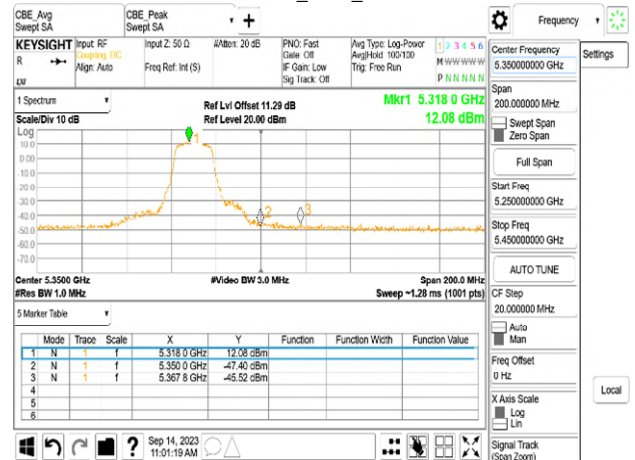 CBE_Avg
Swept SA
CBE_Peak
Swept SA
Frequency
KEYSIGHT
R
Input: RF
Coupling: DC
Align: Auto
Input Z: 50 Ω
Freq Ref: Int (S)
#Atten: 20 dB
PNO: Fast
Gate: Off
IF Gain: Low
Sig Track: Off
Avg Type: Log-Power
Avg|Hold: 100/100
Trig: Free Run
1 2 3 4 5 6
M W W W W W
P N N N N N
Center Frequency
5.350000000 GHz
Settings
Span
200.000000 MHz
Swept Span
Zero Span
Full Span
Start Freq
5.250000000 GHz
Stop Freq
5.450000000 GHz
AUTO TUNE
CF Step
20.000000 MHz
Auto
Man
Freq Offset
0 Hz
X Axis Scale
Log
Lin
Signal Track
(Span Zoom)
Local
1 Spectrum
Scale/Div 10 dB
Ref Lvl Offset 11.29 dB
Ref Level 20.00 dBm
Mkr1 5.318 0 GHz
12.08 dBm
Log
10.0
0.00
-10.0
-20.0
-30.0
-40.0
-50.0
-60.0
-70.0
1
2
3
Center 5.3500 GHz
#Res BW 1.0 MHz
#Video BW 3.0 MHz
Span 200.0 MHz
Sweep ~1.28 ms (1001 pts)
5 Marker Table
Mode Trace Scale X Y Function Function Width Function Value
1 N 1 f 5.318 0 GHz 12.08 dBm
2 N 1 f 5.350 0 GHz -47.40 dBm
3 N 1 f 5.367 8 GHz -45.52 dBm
4
5
6
Sep 14, 2023
11:01:19 AM